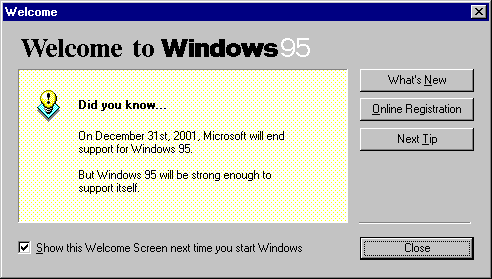 Welcome
Welcome to Windows95
What's New
Did you know...
Online Registration
On December 31st, 2001, Microsoft will end
support for Windows 95.
Next Tip
But Windows 95 will be strong enough to
support itself.
Show this Welcome Screen next time you start Windows
Close